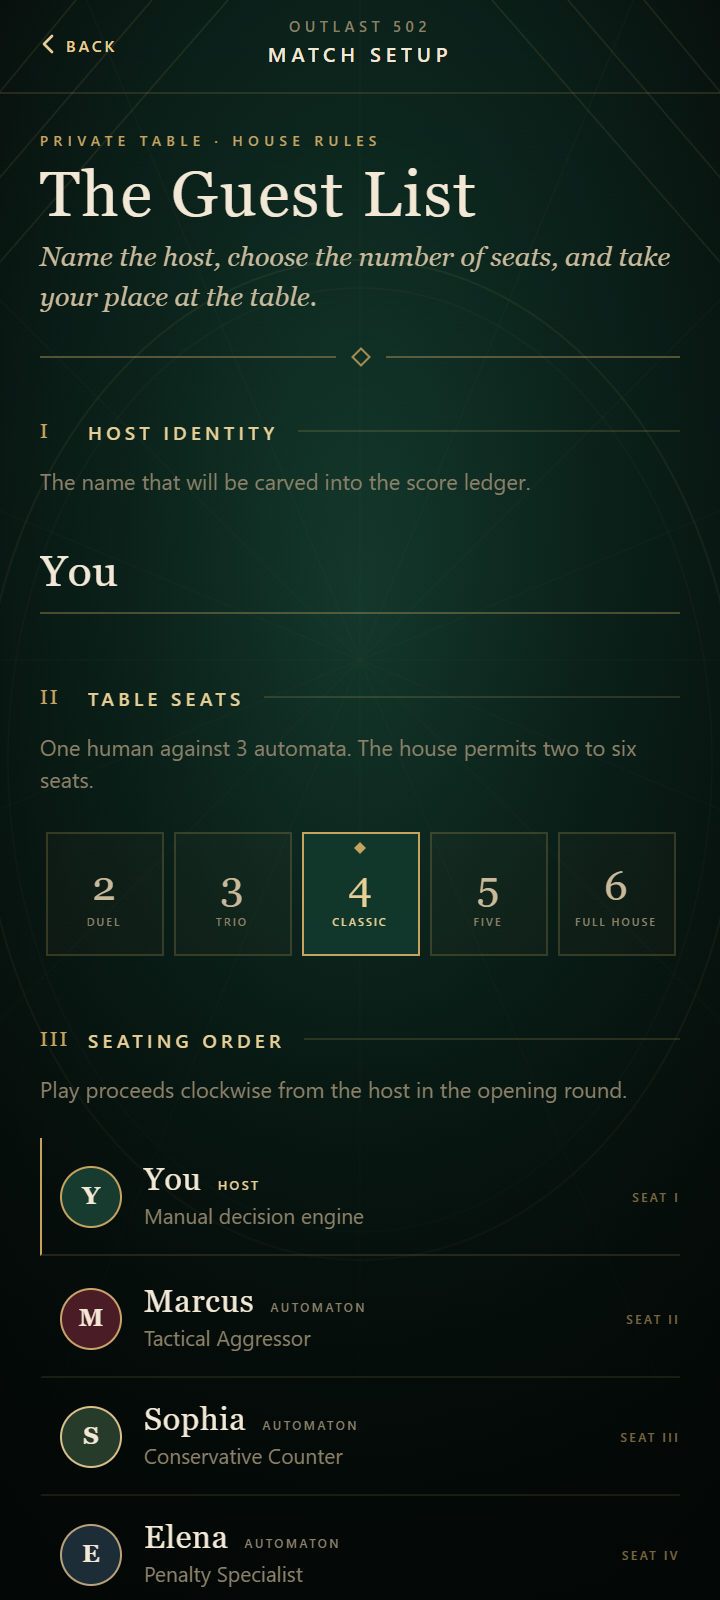 OUTLAST 502
BACK
MATCH SETUP
PRIVATE TABLE · HOUSE RULES
The Guest List
Name the host, choose the number of seats, and take
your place at the table.
I HOST IDENTITY
The name that will be carved into the score ledger.
You
II TABLE SEATS
One human against 3 automata. The house permits two to six
seats.
2 3 4 5 6
DUEL TRIO CLASSIC FIVE FULL HOUSE
III SEATING ORDER
Play proceeds clockwise from the host in the opening round.
Y You HOST SEAT I
Manual decision engine
M Marcus AUTOMATON SEAT II
Tactical Aggressor
S Sophia AUTOMATON SEAT III
Conservative Counter
E Elena AUTOMATON SEAT IV
Penalty Specialist